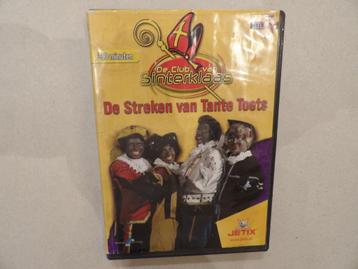 De Club van
Sinterklaas
De Streken van Tante Toets
JETIX